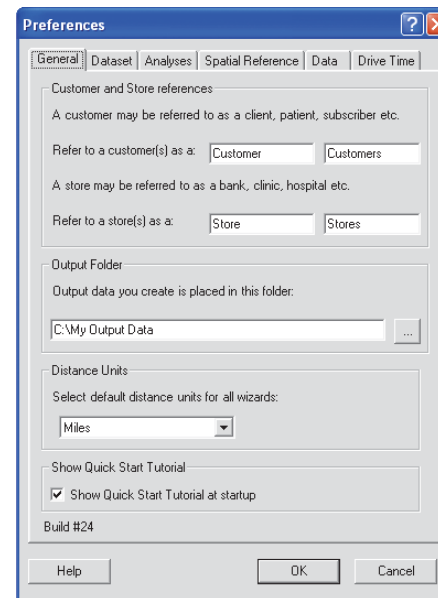 Preferences
General Dataset Analyses Spatial Reference Data Drive Time
Customer and Store references
A customer may be referred to as a client, patient, subscriber etc.
Refer to a customer(s) as a: Customer Customers
A store may be referred to as a bank, clinic, hospital etc.
Refer to a store(s) as a: Store Stores
Output Folder
Output data you create is placed in this folder:
C:\My Output Data ...
Distance Units
Select default distance units for all wizards:
Miles
Show Quick Start Tutorial
Show Quick Start Tutorial at startup
Build #24
Help OK Cancel